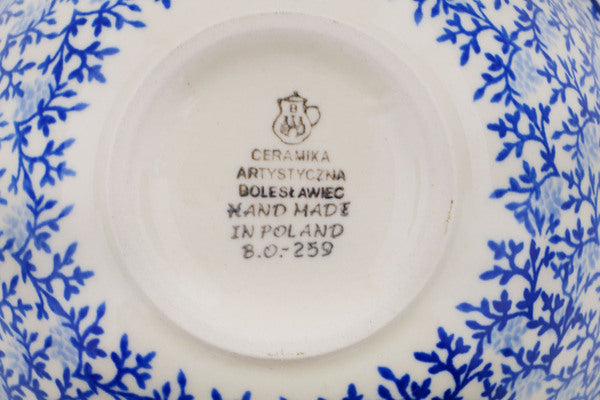 CERAMIKA
ARTYSTYCZNA
BOLESŁAWIEC
HAND MADE
IN POLAND
B.O.-259